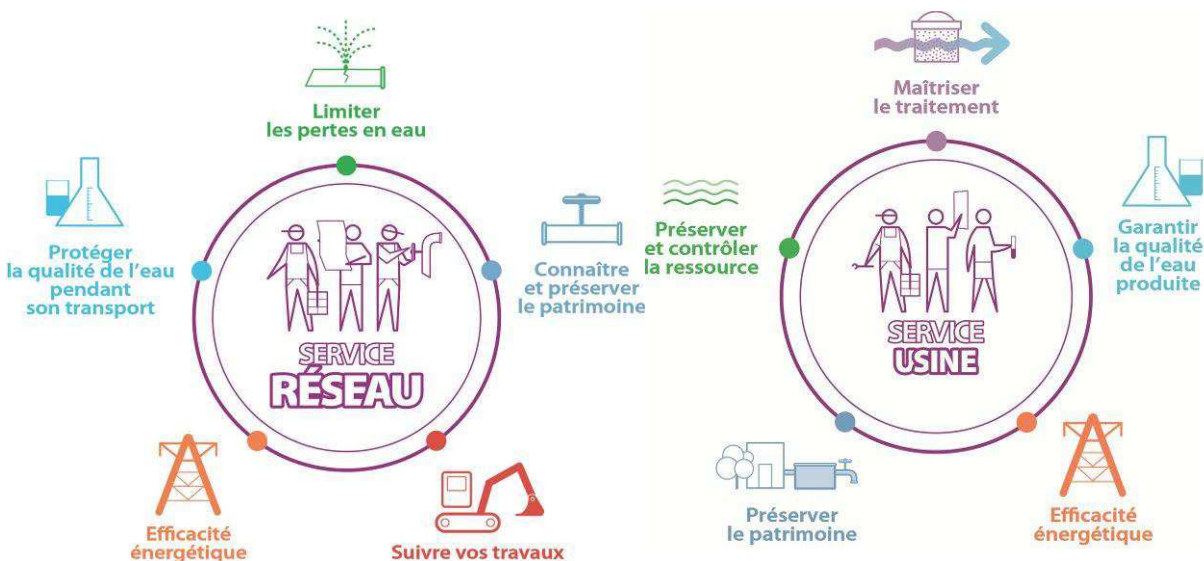 Limiter
les pertes en eau
Protéger
la qualité de l'eau
pendant
son transport
Connaître
et préserver
le patrimoine
SERVICE
RÉSEAU
Efficacité
énergétique
Suivre vos travaux
Maîtriser
le traitement
Préserver
et contrôler
la ressource
Garantir
la qualité
de l'eau
produite
SERVICE
USINE
Préserver
le patrimoine
Efficacité
énergétique